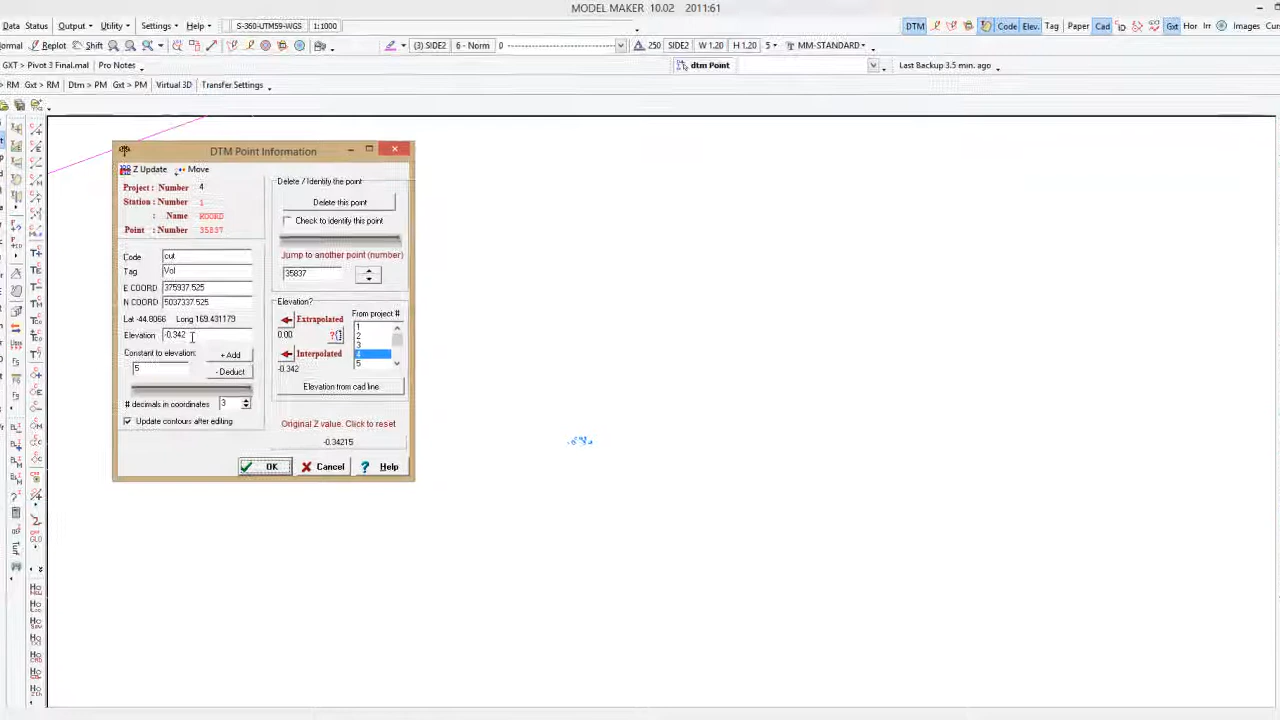 MODEL MAKER 10.02 2011:61
Data Status Output Utility Settings Help S-360-UTM59-WGS 1:1000 DTM Code Elev. Tag Paper Cad Gxt Hor Irr Images
Normal Replot Shift (3) SIDE2 6 - Norm 0 250 SIDE2 W 1.20 H 1.20 5 MM-STANDARD
GXT > Pivot 3 Final.mal Pro Notes dtm Point Last Backup 3.5 min. ago
> RM Gxt > RM Dtm > PM Gxt > PM Virtual 3D Transfer.Settings
DTM Point Information
Z Update Move
Project : Number 4
Station : Number 1
: Name KOORD
Point : Number 35837
Code cut
Tag Vol
E COORD 375937.525
N COORD 5037337.525
Lat -44.8066 Long 169.431179
Elevation -0.342
Constant to elevation:
5
+ Add
- Deduct
# decimals in coordinates 3
Update contours after editing
Delete / Identify the point
Delete this point
Check to identify this point
Jump to another point (number)
35837
Elevation?
From project #
Extrapolated
0.00 ?{}
Interpolated
-0.342
1
2
3
4
5
Elevation from cad line
Original Z value. Click to reset
-0.34215
OK Cancel ? Help